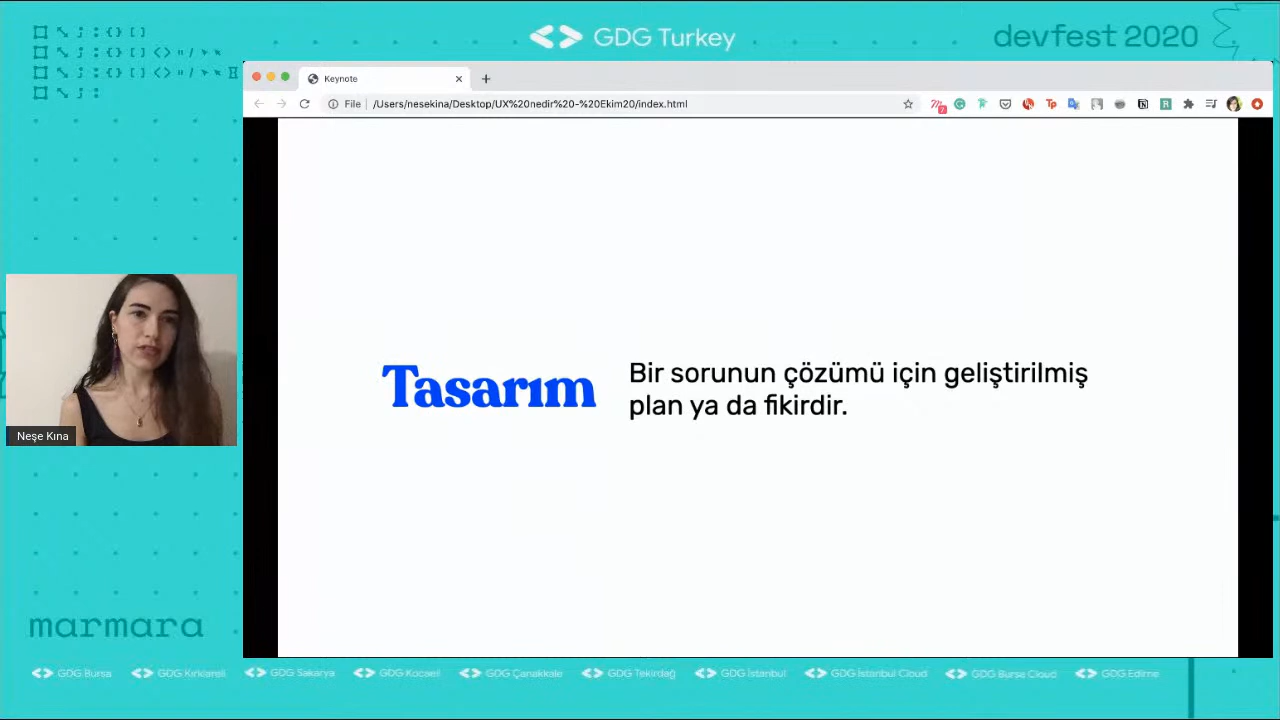 GDG Turkey
devfest 2020
Keynote
File
/Users/nesekina/Desktop/UX%20nedir%20-%20Ekim20/index.html
Tasarım
Bir sorunun çözümü için geliştirilmiş
plan ya da fikirdir.
Neşe Kına
marmara
GDG Bursa
GDG Kırklareli
GDG Sakarya
GDG Kocaeli
GDG Çanakkale
GDG Tekirdağ
GDG İstanbul
GDG İstanbul Cloud
GDG Bursa Cloud
GDG Edirne